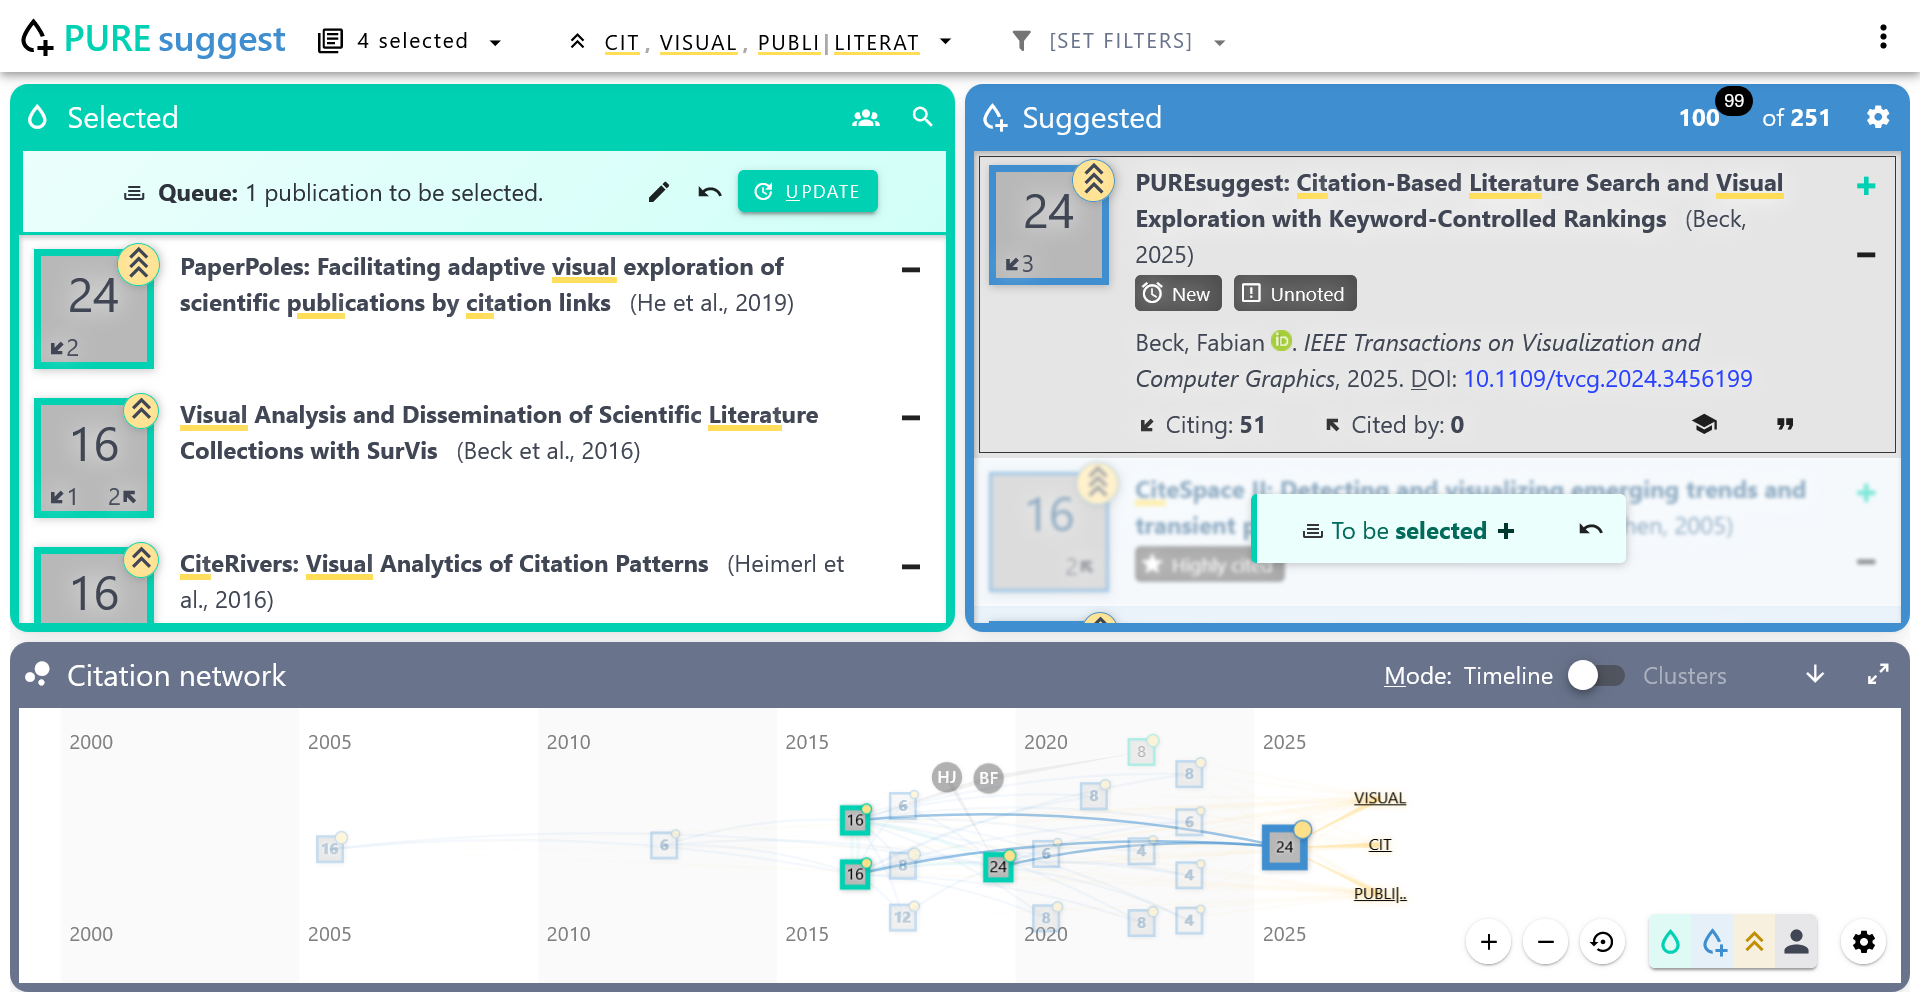 PURE suggest
4 selected
CIT, VISUAL, PUBLI|LITERAT
[SET FILTERS]
Selected
Queue: 1 publication to be selected.
UPDATE
24
2
PaperPoles: Facilitating adaptive visual exploration of
scientific publications by citation links (He et al., 2019)
16
1 2
Visual Analysis and Dissemination of Scientific Literature
Collections with SurVis (Beck et al., 2016)
16
CiteRivers: Visual Analytics of Citation Patterns (Heimerl et
al., 2016)
Suggested
100 99 of 251
24
3
PUREsuggest: Citation-Based Literature Search and Visual
Exploration with Keyword-Controlled Rankings (Beck,
2025)
New Unnoted
Beck, Fabian iD. IEEE Transactions on Visualization and
Computer Graphics, 2025. DOI: 10.1109/tvcg.2024.3456199
Citing: 51 Cited by: 0
16
2
CiteSpace II: Detecting and visualizing emerging trends and
transient
hen, 2005)
Highly cited
To be selected
Citation network
Mode: Timeline Clusters
2000 2005 2010 2015 2020 2025
8
HJ BF 8
8
VISUAL
6
16 6
16 6 24 CIT
6 4
8
16 24 4
PUBLI|..
12 8 8 4
2000 2005 2010 2015 2020 2025